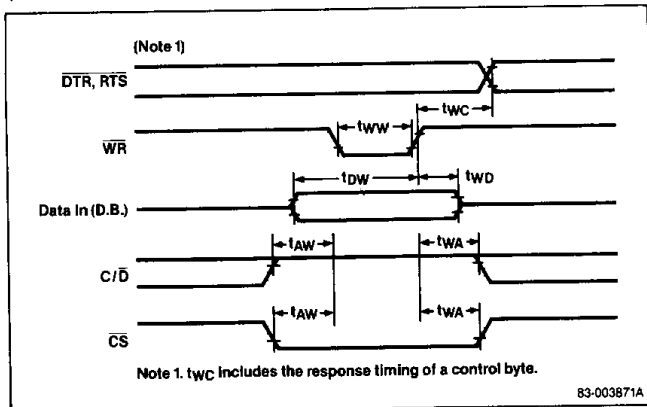 (Note 1)
DTR, RTS
tWC
tWW
WR
tDW
tWD
Data In (D.B.)
tAW
tWA
C/D
tAW
tWA
CS
Note 1. tWC includes the response timing of a control byte.
83-003871A